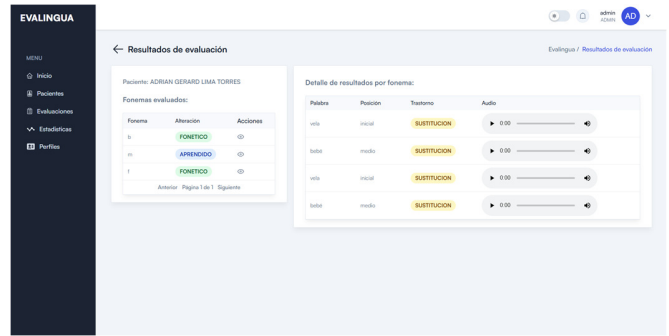 EVALINGUA
admin
ADMIN
AD
MENU
Inicio
Pacientes
Evaluaciones
Estadísticas
Perfiles
Resultados de evaluación
Evalingua / Resultados de evaluación
Paciente: ADRIAN GERARD LIMA TORRES
Fonemas evaluados:
Fonema Alteración Acciones
b FONETICO
m APRENDIDO
f FONETICO
Anterior Página 1 de 1 Siguiente
Detalle de resultados por fonema:
Palabra Posición Trastorno Audio
vela inicial SUSTITUCION 0:00
bebé medio SUSTITUCION 0:00
vela inicial SUSTITUCION 0:00
bebé medio SUSTITUCION 0:00